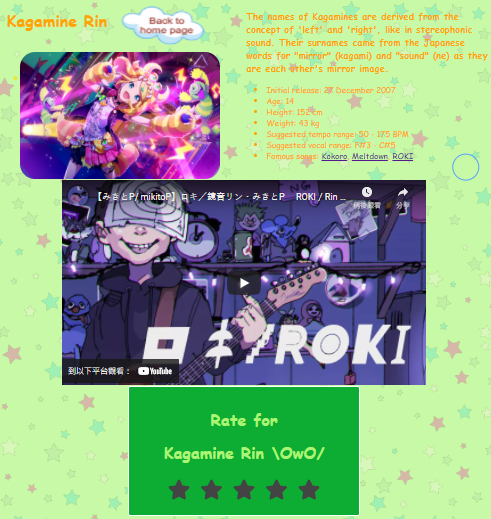 Kagamine Rin
Back to
home page
The names of Kagamines are derived from the
concept of 'left' and 'right', like in stereophonic
sound. Their surnames came from the Japanese
words for "mirror" (kagami) and "sound" (ne) as they
are each other's mirror image.
Initial release: 27 December 2007
Age: 14
Height: 152 cm
Weight: 43 kg
Suggested tempo range: 50 - 175 BPM
Suggested vocal range: F#3 - C#5
Famous songs: Kokoro, Meltdown, ROKI
【みきとP/ mikitoP】ロキ／鏡音リン・みきとP ROKI / Rin ...
稍後觀看
分享
ロキ/ROKI
到以下平台觀看： YouTube
Rate for
Kagamine Rin \OwO/